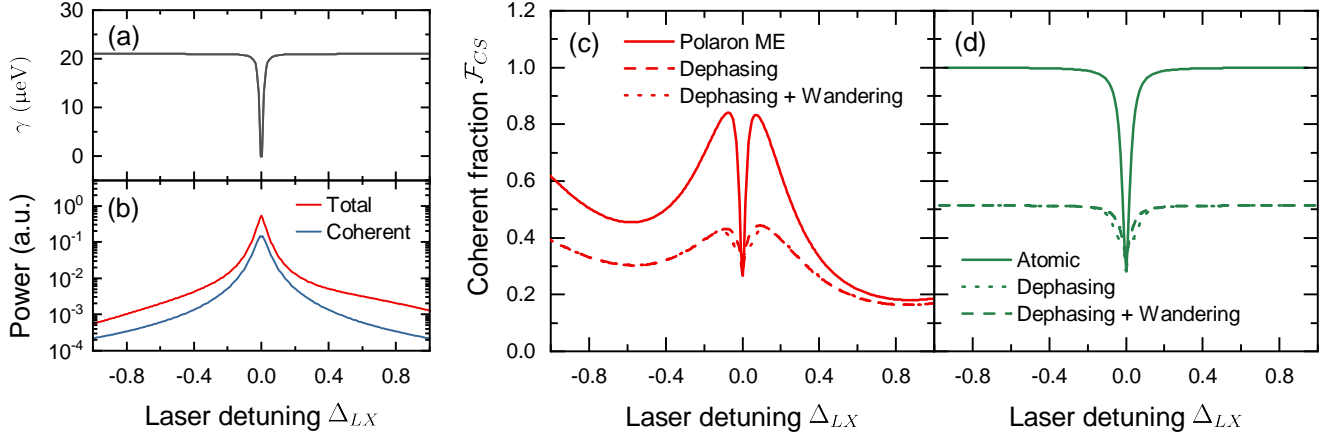 (a)
γ (μeV)
30
20
10
0
(b)
Total
Coherent
Power (a.u.)
10⁰
10⁻¹
10⁻²
10⁻³
10⁻⁴
-0.8 -0.4 0.0 0.4 0.8
Laser detuning Δ_LX
(c)
Polaron ME
Dephasing
Dephasing + Wandering
Coherent fraction ℱ_CS
1.2
1.0
0.8
0.6
0.4
0.2
0.0
-0.8 -0.4 0.0 0.4 0.8
Laser detuning Δ_LX
(d)
Atomic
Dephasing
Dephasing + Wandering
-0.8 -0.4 0.0 0.4 0.8
Laser detuning Δ_LX